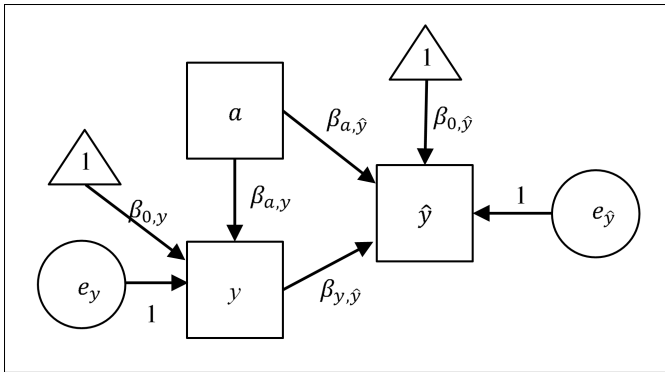 1
a
β_{a,ŷ}
β_{0,ŷ}
1
β_{a,y}
1
ŷ
e_ŷ
β_{0,y}
e_y
1
y
β_{y,ŷ}